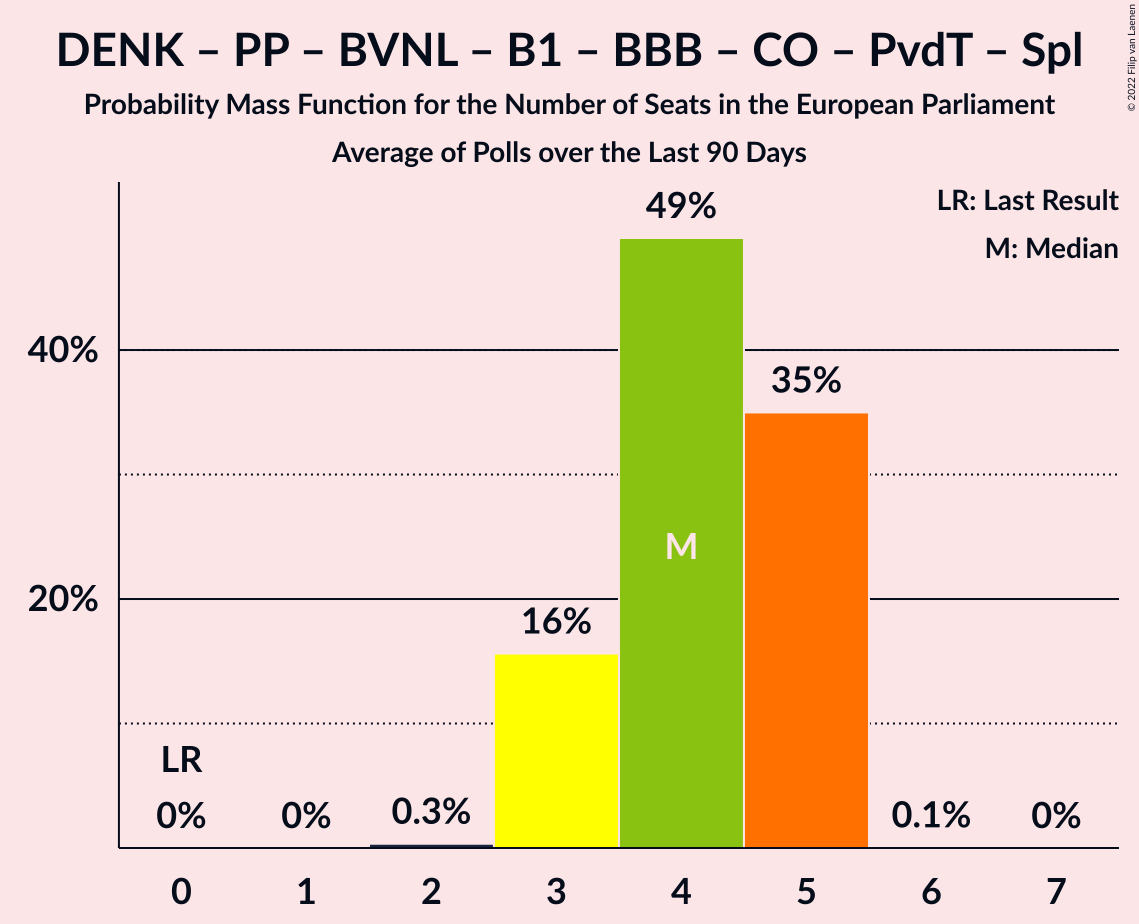 DENK – PP – BVNL – B1 – BBB – CO – PvdT – Spl
Probability Mass Function for the Number of Seats in the European Parliament
Average of Polls over the Last 90 Days
© 2022 Filip van Laenen
LR: Last Result
M: Median
49%
40%
35%
M
20%
16%
LR
0%
0%
0.3%
0.1%
0%
0 1 2 3 4 5 6 7